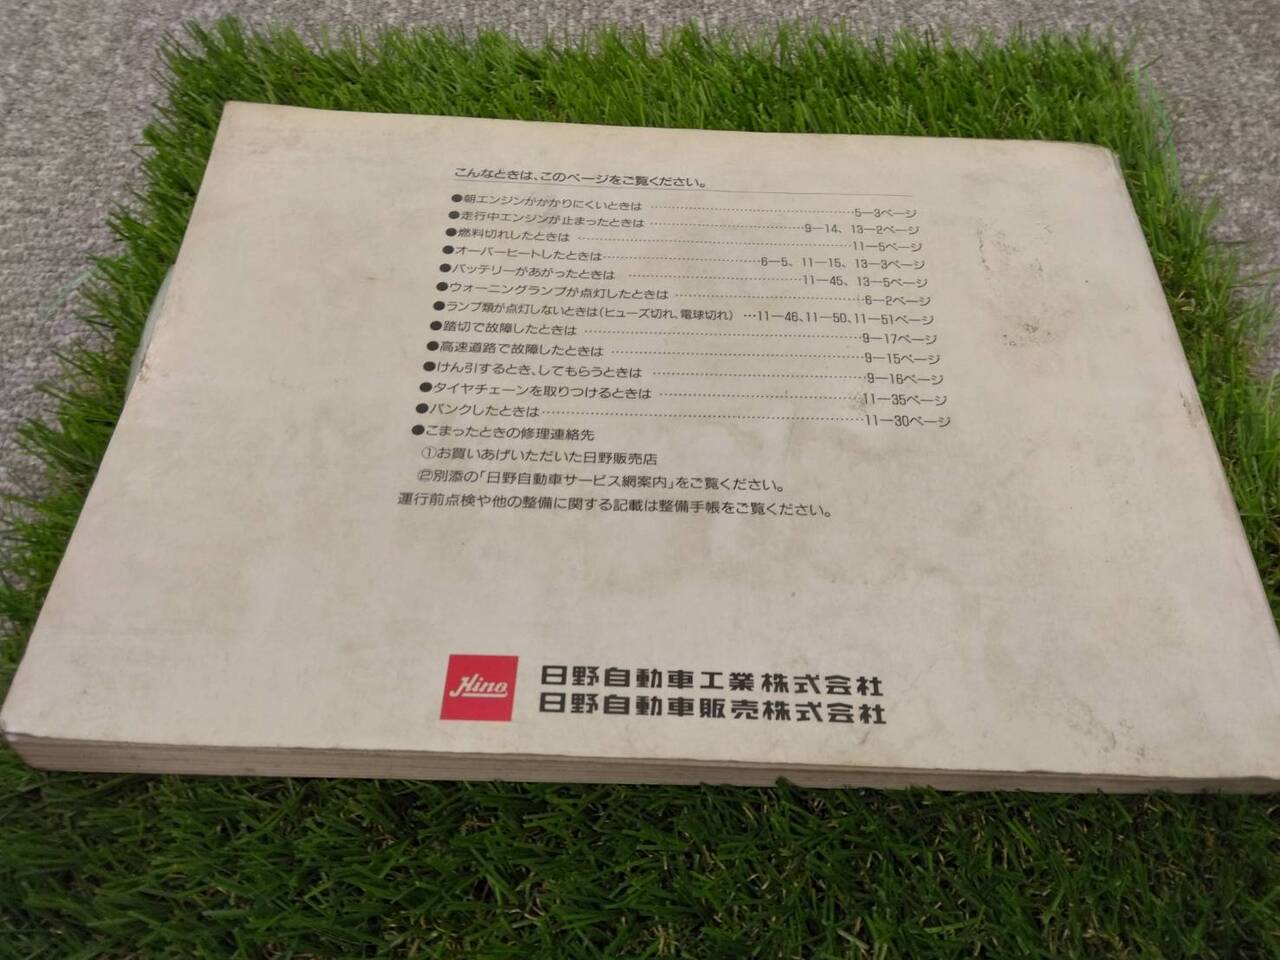 こんなときは、このページをご覧ください。
●朝エンジンがかかりにくいときは ……………………………5—3ページ
●走行中エンジンが止まったときは ……………………9—14、13—2ページ
●燃料切れしたときは ……………………………………11—5ページ
●オーバーヒートしたときは……………………6—5、11—15、13—3ページ
●バッテリーがあがったときは ………………………11—45、13—5ページ
●ウォーニングランプが点灯したときは ………………………6—2ページ
●ランプ類が点灯しないときは(ヒューズ切れ、電球切れ) …11—46、11—50、11—51ページ
●踏切で故障したときは …………………………………9—17ページ
●高速道路で故障したときは ………………………………9—15ページ
●けん引するとき、してもらうときは ………………………9—16ページ
●タイヤチェーンを取りつけるときは ………………………11—35ページ
●パンクしたときは…………………………………………11—30ページ
●こまったときの修理連絡先
①お買いあげいただいた日野販売店
②別添の「日野自動車サービス網案内」をご覧ください。
運行前点検や他の整備に関する記載は整備手帳をご覧ください。
Hino
日野自動車工業株式会社
日野自動車販売株式会社